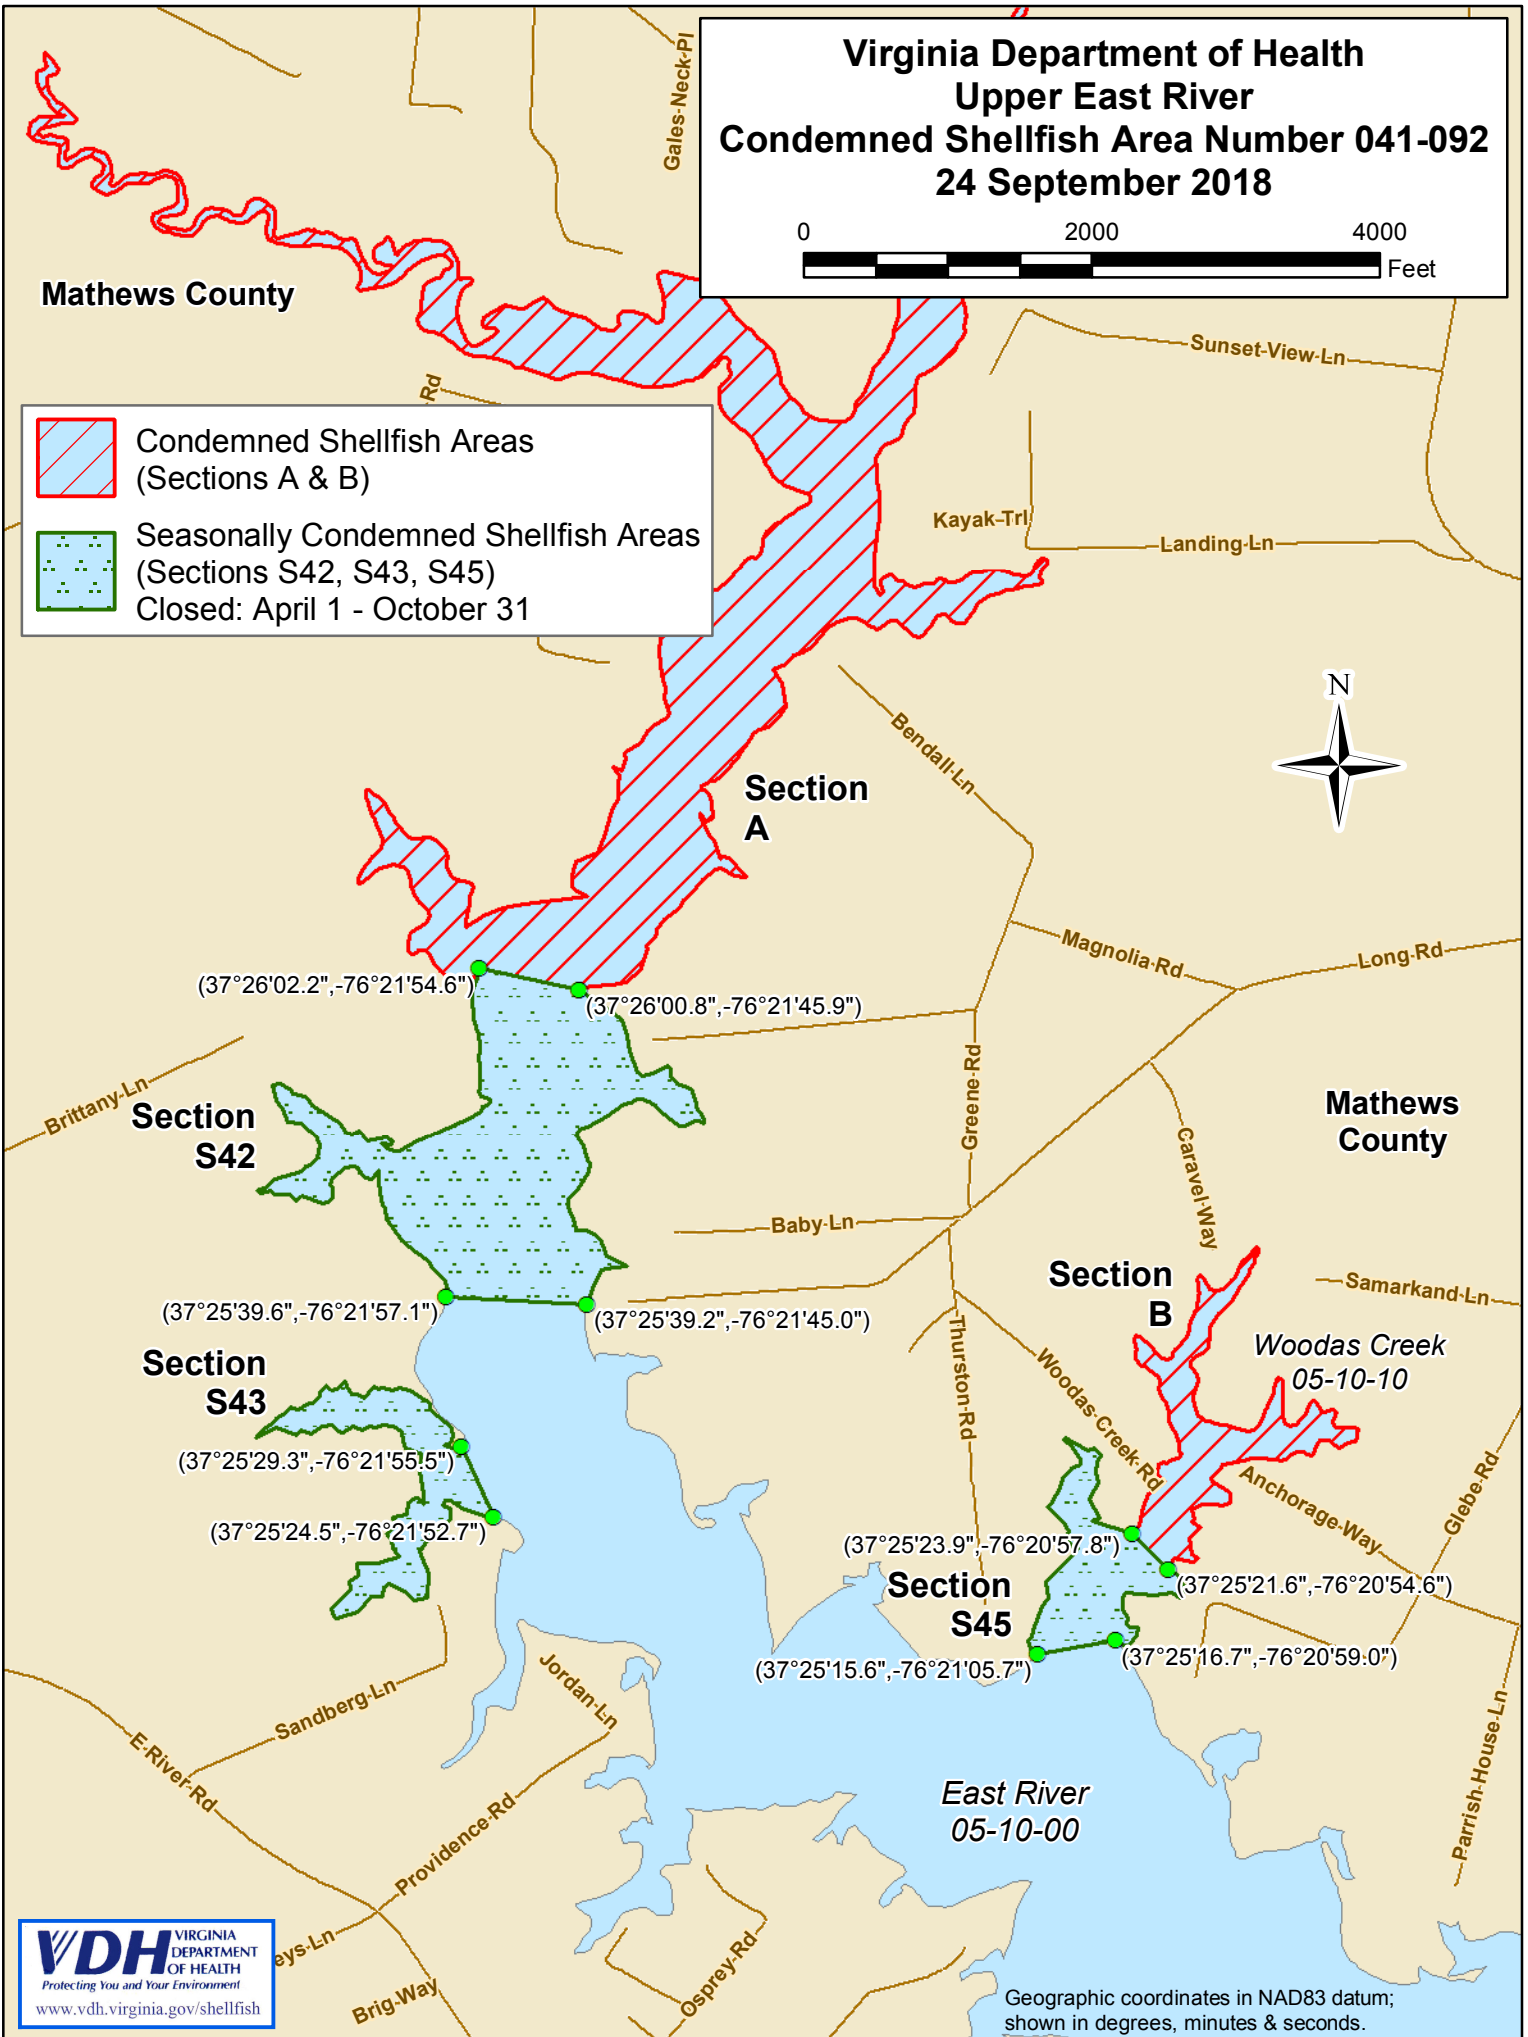 Virginia Department of Health
Upper East River
Condemned Shellfish Area Number 041-092
24 September 2018
0 2000 4000
Feet
Gales Neck Pl
Mathews County
Sunset View Ln
Rd
Condemned Shellfish Areas
(Sections A & B)
Seasonally Condemned Shellfish Areas
(Sections S42, S43, S45)
Closed: April 1 - October 31
Kayak Trl
Landing Ln
N
Bendall Ln
Section
A
Magnolia Rd
Long Rd
(37°26'02.2",-76°21'54.6")
(37°26'00.8",-76°21'45.9")
Brittany Ln
Section
S42
Greene Rd
Mathews
County
Caravel Way
Baby Ln
Section
B
Samarkand Ln
(37°25'39.6",-76°21'57.1")
(37°25'39.2",-76°21'45.0")
Thurston Rd
Woodas Creek Rd
Woodas Creek
05-10-10
Section
S43
(37°25'29.3",-76°21'55.5")
(37°25'24.5",-76°21'52.7")
Anchorage Way
Glebe Rd
(37°25'23.9",-76°20'57.8")
(37°25'21.6",-76°20'54.6")
Section
S45
(37°25'15.6",-76°21'05.7")
(37°25'16.7",-76°20'59.0")
Sandberg Ln
Jordan Ln
E River Rd
Providence Rd
East River
05-10-00
Parrish House Ln
VDH
VIRGINIA
DEPARTMENT
OF HEALTH
Protecting You and Your Environment
www.vdh.virginia.gov/shellfish
eys Ln
Brig Way
Osprey Rd
Geographic coordinates in NAD83 datum;
shown in degrees, minutes & seconds.